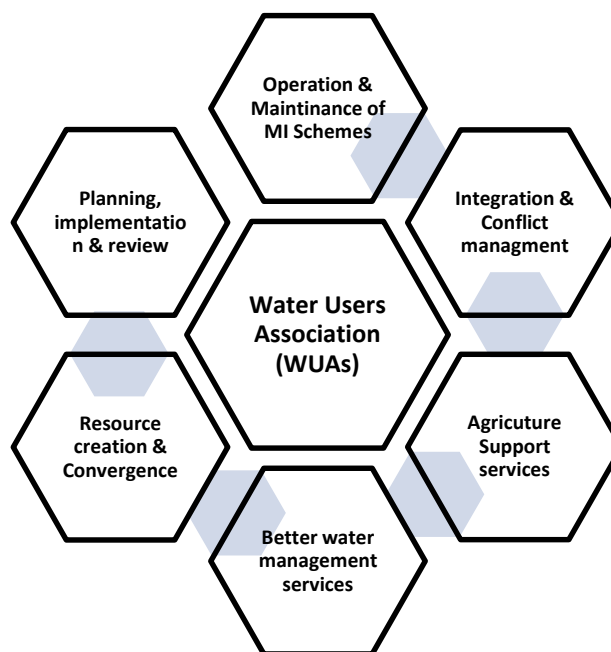 Operation &
Maintinance of
MI Schemes
Planning,
implementatio
n & review
Integration &
Conflict
managment
Water Users
Association
(WUAs)
Resource
creation &
Convergence
Agricuture
Support
services
Better water
management
services